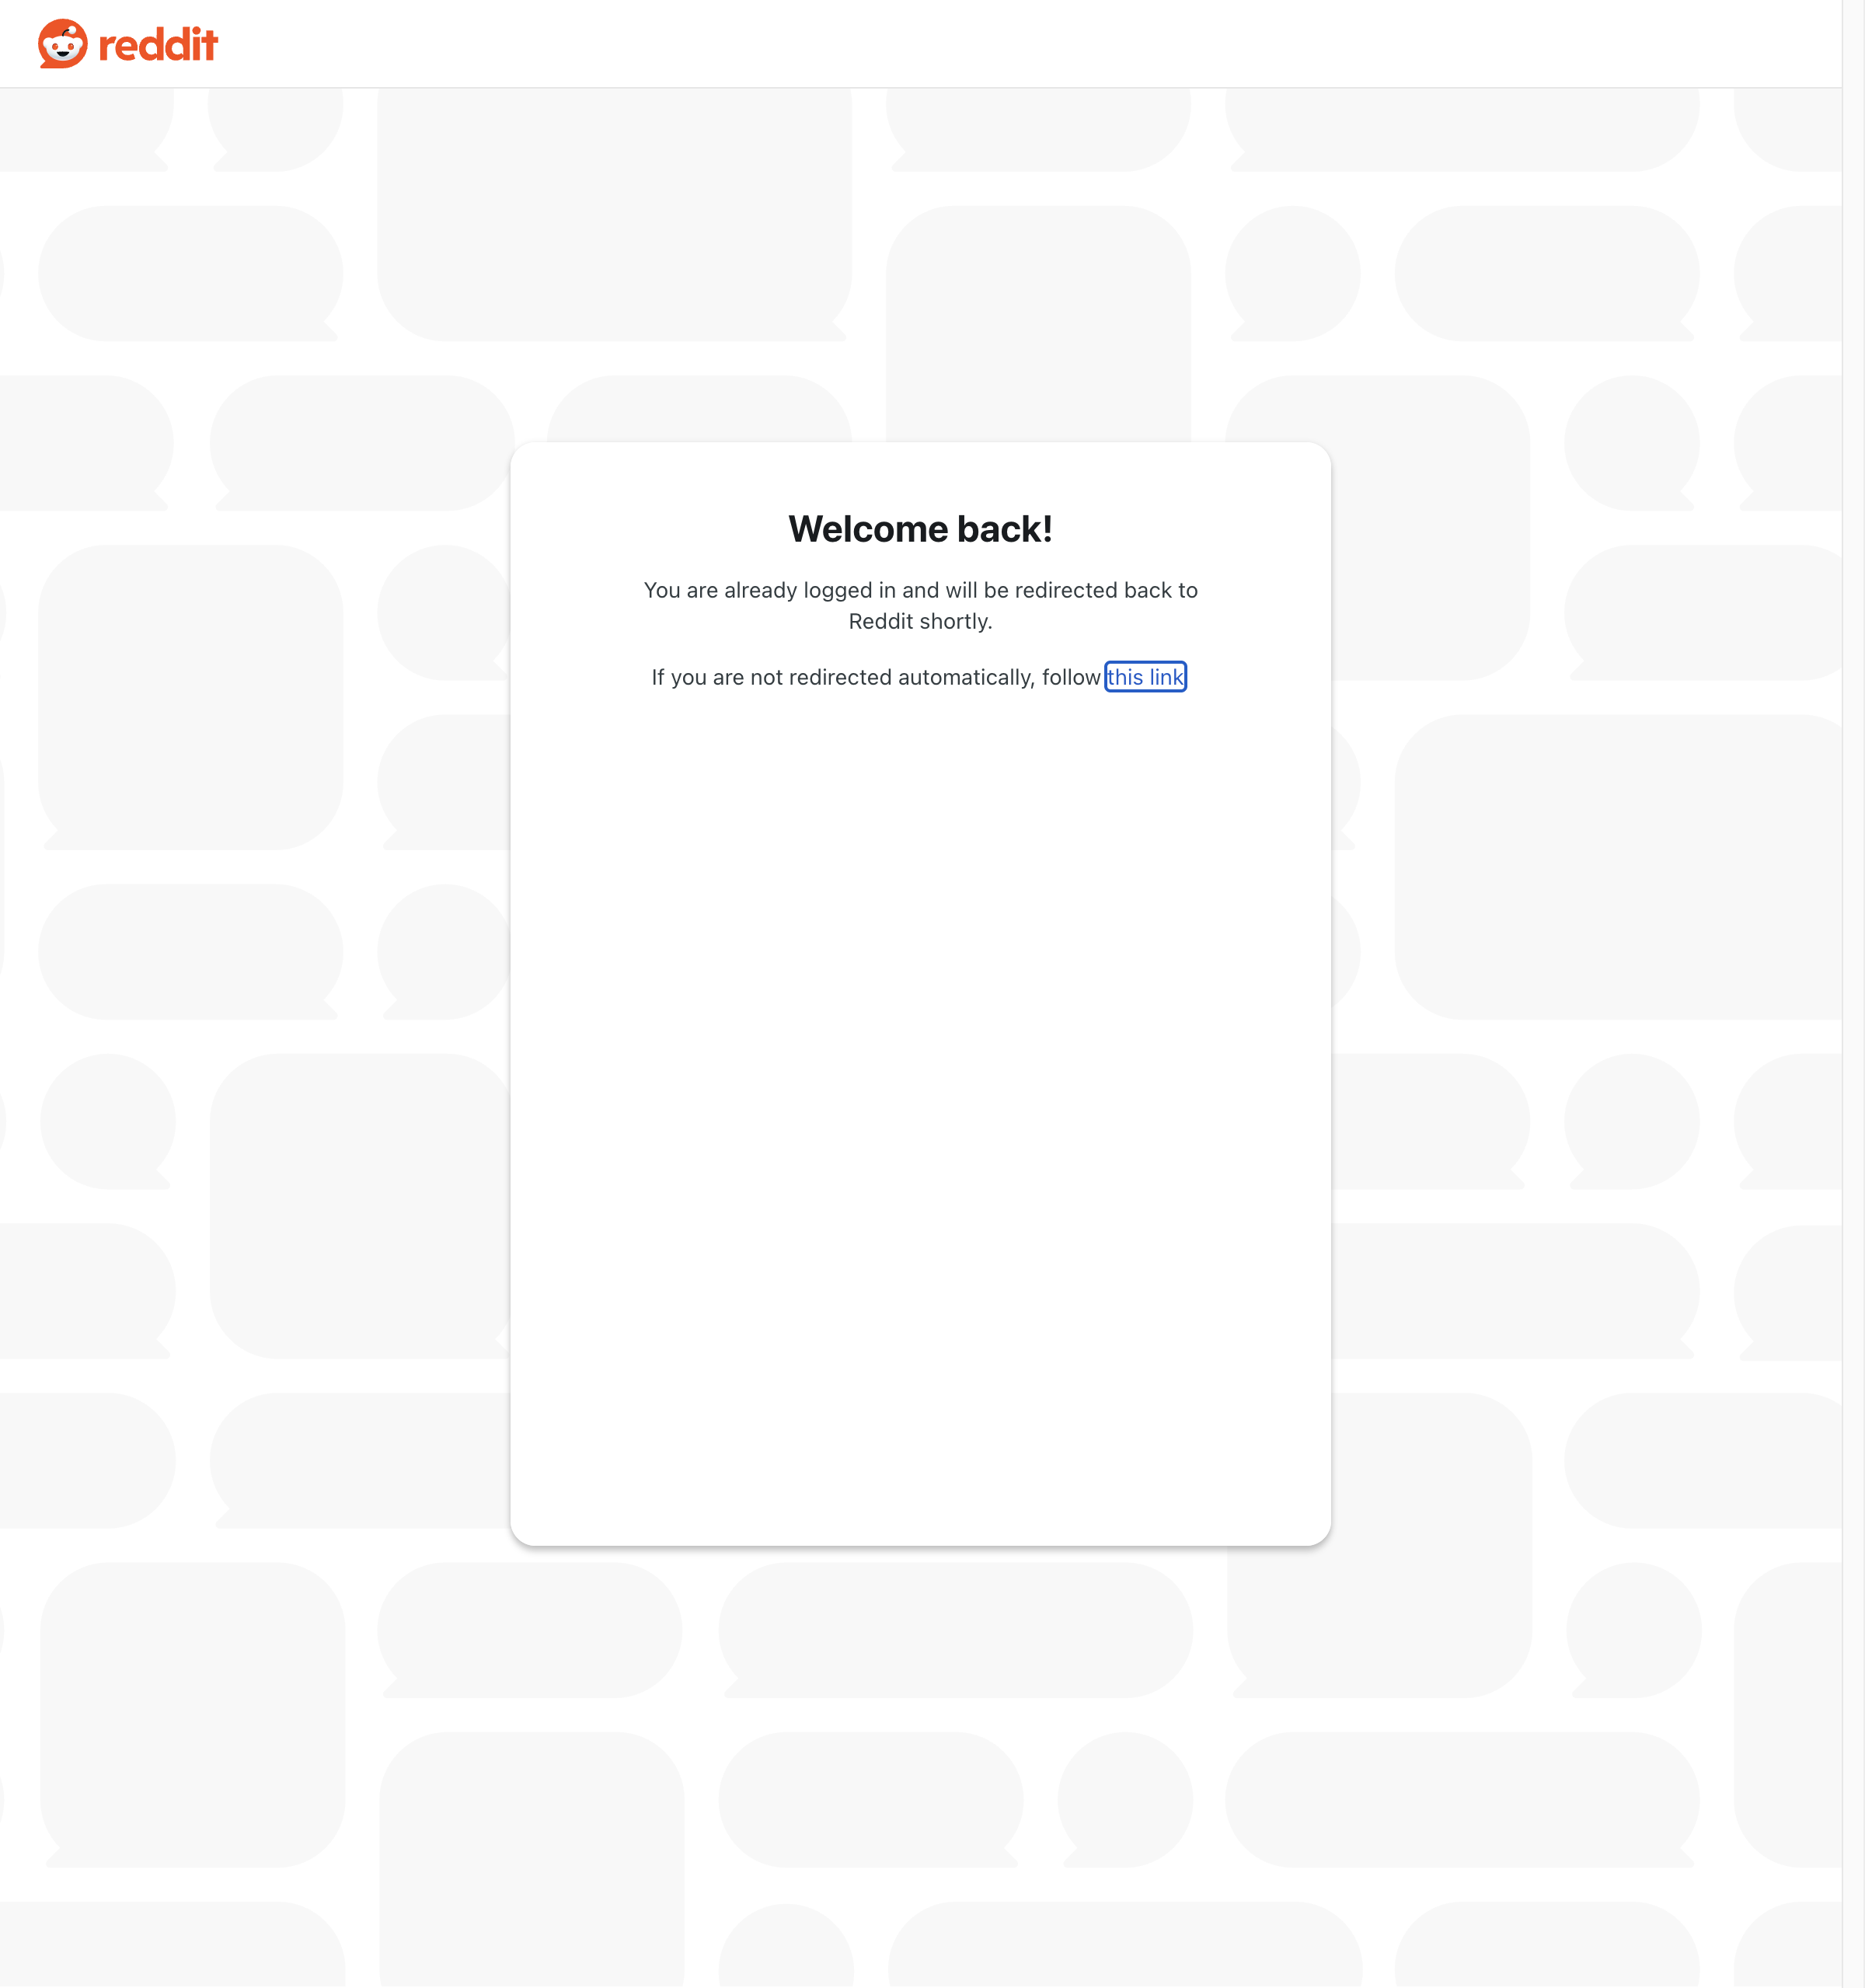 reddit
Welcome back!
You are already logged in and will be redirected back to
Reddit shortly.
If you are not redirected automatically, follow this link